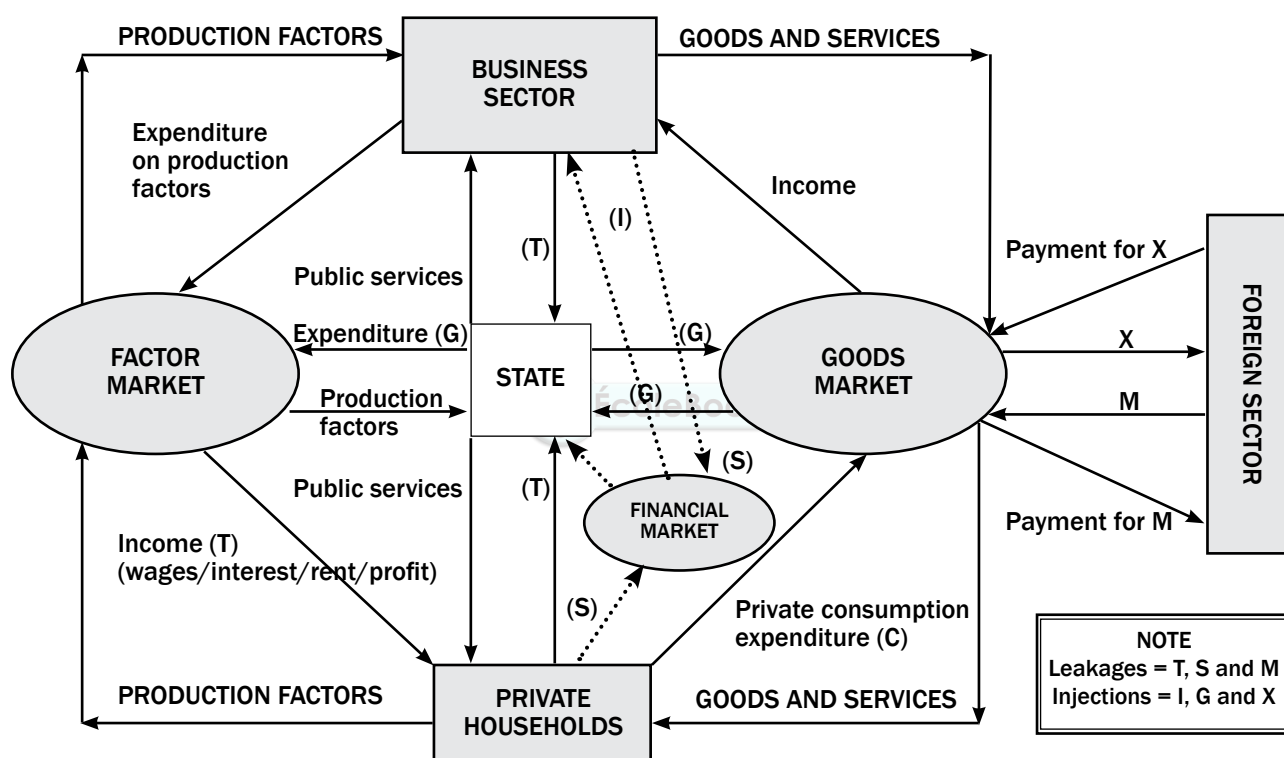 PRODUCTION FACTORS
GOODS AND SERVICES
BUSINESS
SECTOR
Expenditure
on production
factors
Income
(I)
(T)
Public services
Payment for X
Expenditure (G)
(G)
X
FACTOR
MARKET
STATE
GOODS
MARKET
FOREIGN SECTOR
Production
factors
(G)
M
Public services
(T)
(S)
FINANCIAL
MARKET
Payment for M
Income (T)
(wages/interest/rent/profit)
(S)
Private consumption
expenditure (C)
NOTE
Leakages = T, S and M
Injections = I, G and X
PRODUCTION FACTORS
PRIVATE
HOUSEHOLDS
GOODS AND SERVICES